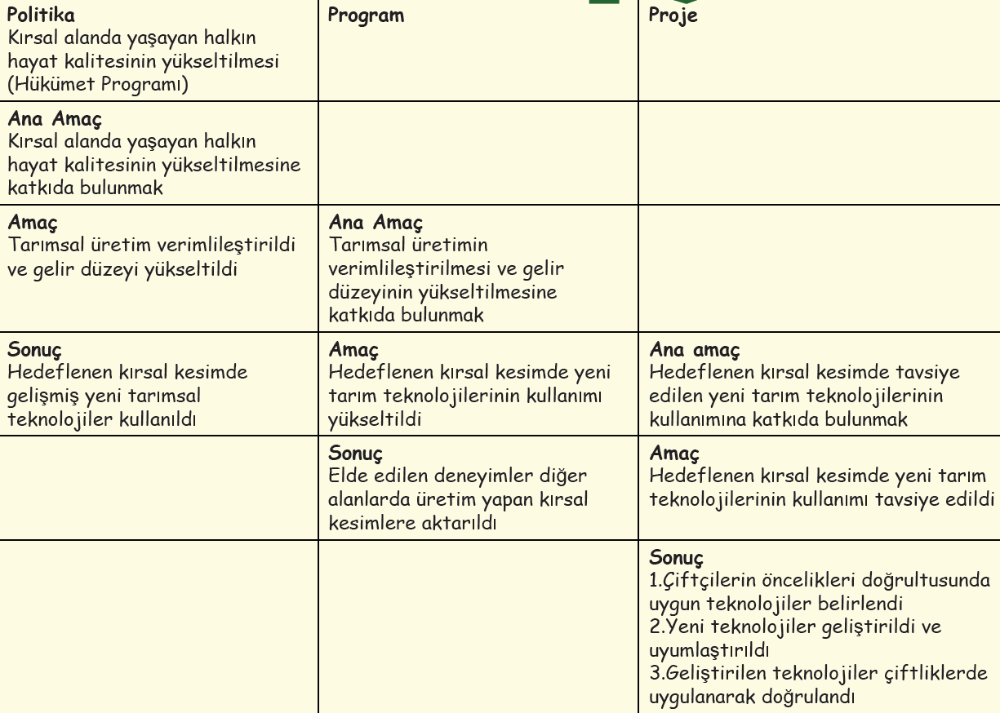 Politika
Kırsal alanda yaşayan halkın
hayat kalitesinin yükseltilmesi
(Hükümet Programı)
Program
Proje
Ana Amaç
Kırsal alanda yaşayan halkın
hayat kalitesinin yükseltilmesine
katkıda bulunmak
Amaç
Tarımsal üretim verimlileştirildi
ve gelir düzeyi yükseltildi
Ana Amaç
Tarımsal üretimin
verimlileştirilmesi ve gelir
düzeyinin yükseltilmesine
katkıda bulunmak
Sonuç
Hedeflenen kırsal kesimde
gelişmiş yeni tarımsal
teknolojiler kullanıldı
Amaç
Hedeflenen kırsal kesimde yeni
tarım teknolojilerinin kullanımı
yükseltildi
Ana amaç
Hedeflenen kırsal kesimde tavsiye
edilen yeni tarım teknolojilerinin
kullanımına katkıda bulunmak
Sonuç
Elde edilen deneyimler diğer
alanlarda üretim yapan kırsal
kesimlere aktarıldı
Amaç
Hedeflenen kırsal kesimde yeni tarım
teknolojilerinin kullanımı tavsiye edildi
Sonuç
1.Çiftçilerin öncelikleri doğrultusunda
uygun teknolojiler belirlendi
2.Yeni teknolojiler geliştirildi ve
uyumlaştırıldı
3.Geliştirilen teknolojiler çiftliklerde
uygulanarak doğrulandı